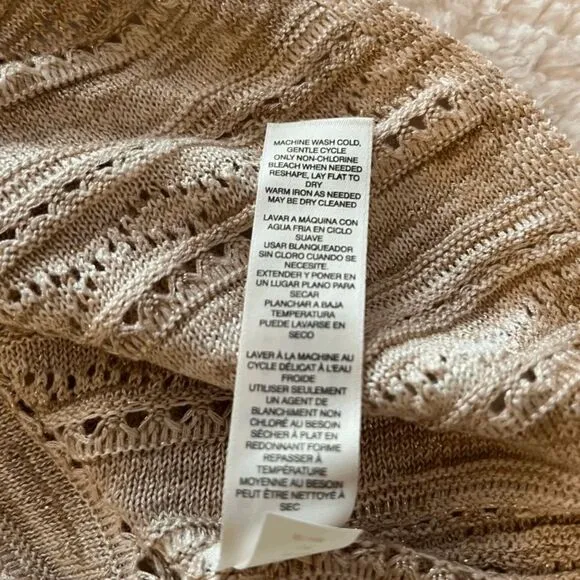 MACHINE WASH COLD,
GENTLE CYCLE
ONLY NON-CHLORINE
BLEACH WHEN NEEDED
RESHAPE, LAY FLAT TO
DRY
WARM IRON AS NEEDED
MAY BE DRY CLEANED
LAVAR A MÁQUINA CON
AGUA FRIA EN CICLO
SUAVE
USAR BLANQUEADOR
SIN CLORO CUANDO SE
NECESITE.
EXTENDER Y PONER EN
UN LUGAR PLANO PARA
SECAR
PLANCHAR A BAJA
TEMPERATURA
PUEDE LAVARSE EN
SECO
LAVER À LA MACHINE AU
CYCLE DÉLICAT À L'EAU
FROIDE
UTILISER SEULEMENT
UN AGENT DE
BLANCHIMENT NON
CHLORÉ AU BESOIN
SÉCHER À PLAT EN
REDONNANT FORME
REPASSER À
TEMPÉRATURE
MOYENNE AU BESOIN
PEUT ÊTRE NETTOYÉ À
SEC